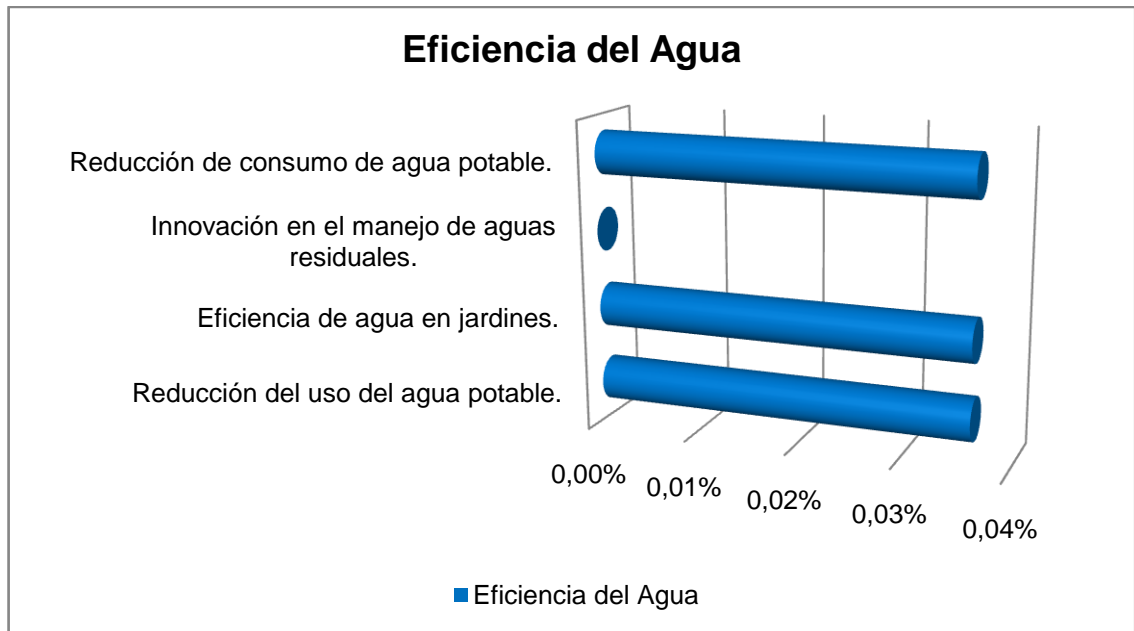 Eficiencia del Agua
Reducción de consumo de agua potable.
Innovación en el manejo de aguas
residuales.
Eficiencia de agua en jardines.
Reducción del uso del agua potable.
0,00%
0,01%
0,02%
0,03%
0,04%
Eficiencia del Agua